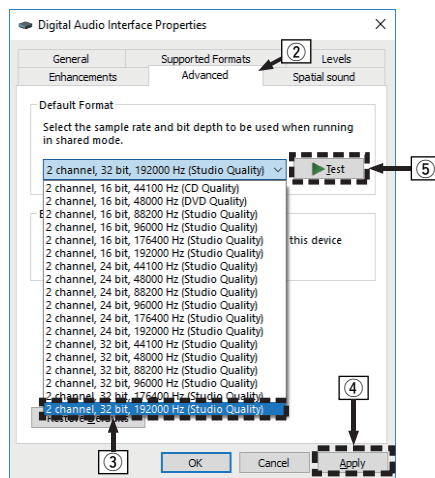 Digital Audio Interface Properties
②
General
Supported Formats
Levels
Enhancements
Advanced
Spatial sound
Default Format
Select the sample rate and bit depth to be used when running
in shared mode.
2 channel, 32 bit, 192000 Hz (Studio Quality)
Test
⑤
2 channel, 16 bit, 44100 Hz (CD Quality)
2 channel, 16 bit, 48000 Hz (DVD Quality)
2 channel, 16 bit, 88200 Hz (Studio Quality)
2 channel, 16 bit, 96000 Hz (Studio Quality)
2 channel, 16 bit, 176400 Hz (Studio Quality)
this device
2 channel, 16 bit, 192000 Hz (Studio Quality)
2 channel, 24 bit, 44100 Hz (Studio Quality)
2 channel, 24 bit, 48000 Hz (Studio Quality)
2 channel, 24 bit, 88200 Hz (Studio Quality)
2 channel, 24 bit, 96000 Hz (Studio Quality)
2 channel, 24 bit, 176400 Hz (Studio Quality)
2 channel, 24 bit, 192000 Hz (Studio Quality)
2 channel, 32 bit, 44100 Hz (Studio Quality)
2 channel, 32 bit, 48000 Hz (Studio Quality)
2 channel, 32 bit, 88200 Hz (Studio Quality)
2 channel, 32 bit, 96000 Hz (Studio Quality)
2 channel, 32 bit, 176400 Hz (Studio Quality)
2 channel, 32 bit, 192000 Hz (Studio Quality)
Restore Defaults
④
③
OK
Cancel
Apply